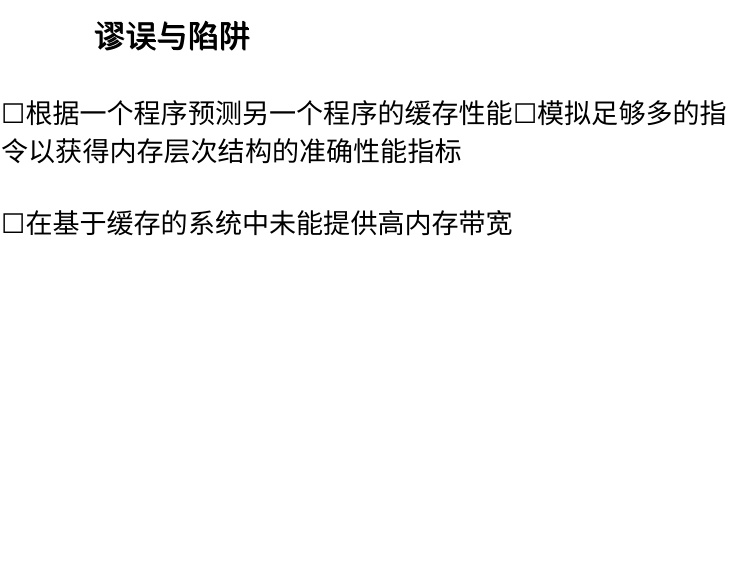 谬误与陷阱
□根据一个程序预测另一个程序的缓存性能□模拟足够多的指
令以获得内存层次结构的准确性能指标
□在基于缓存的系统中未能提供高内存带宽